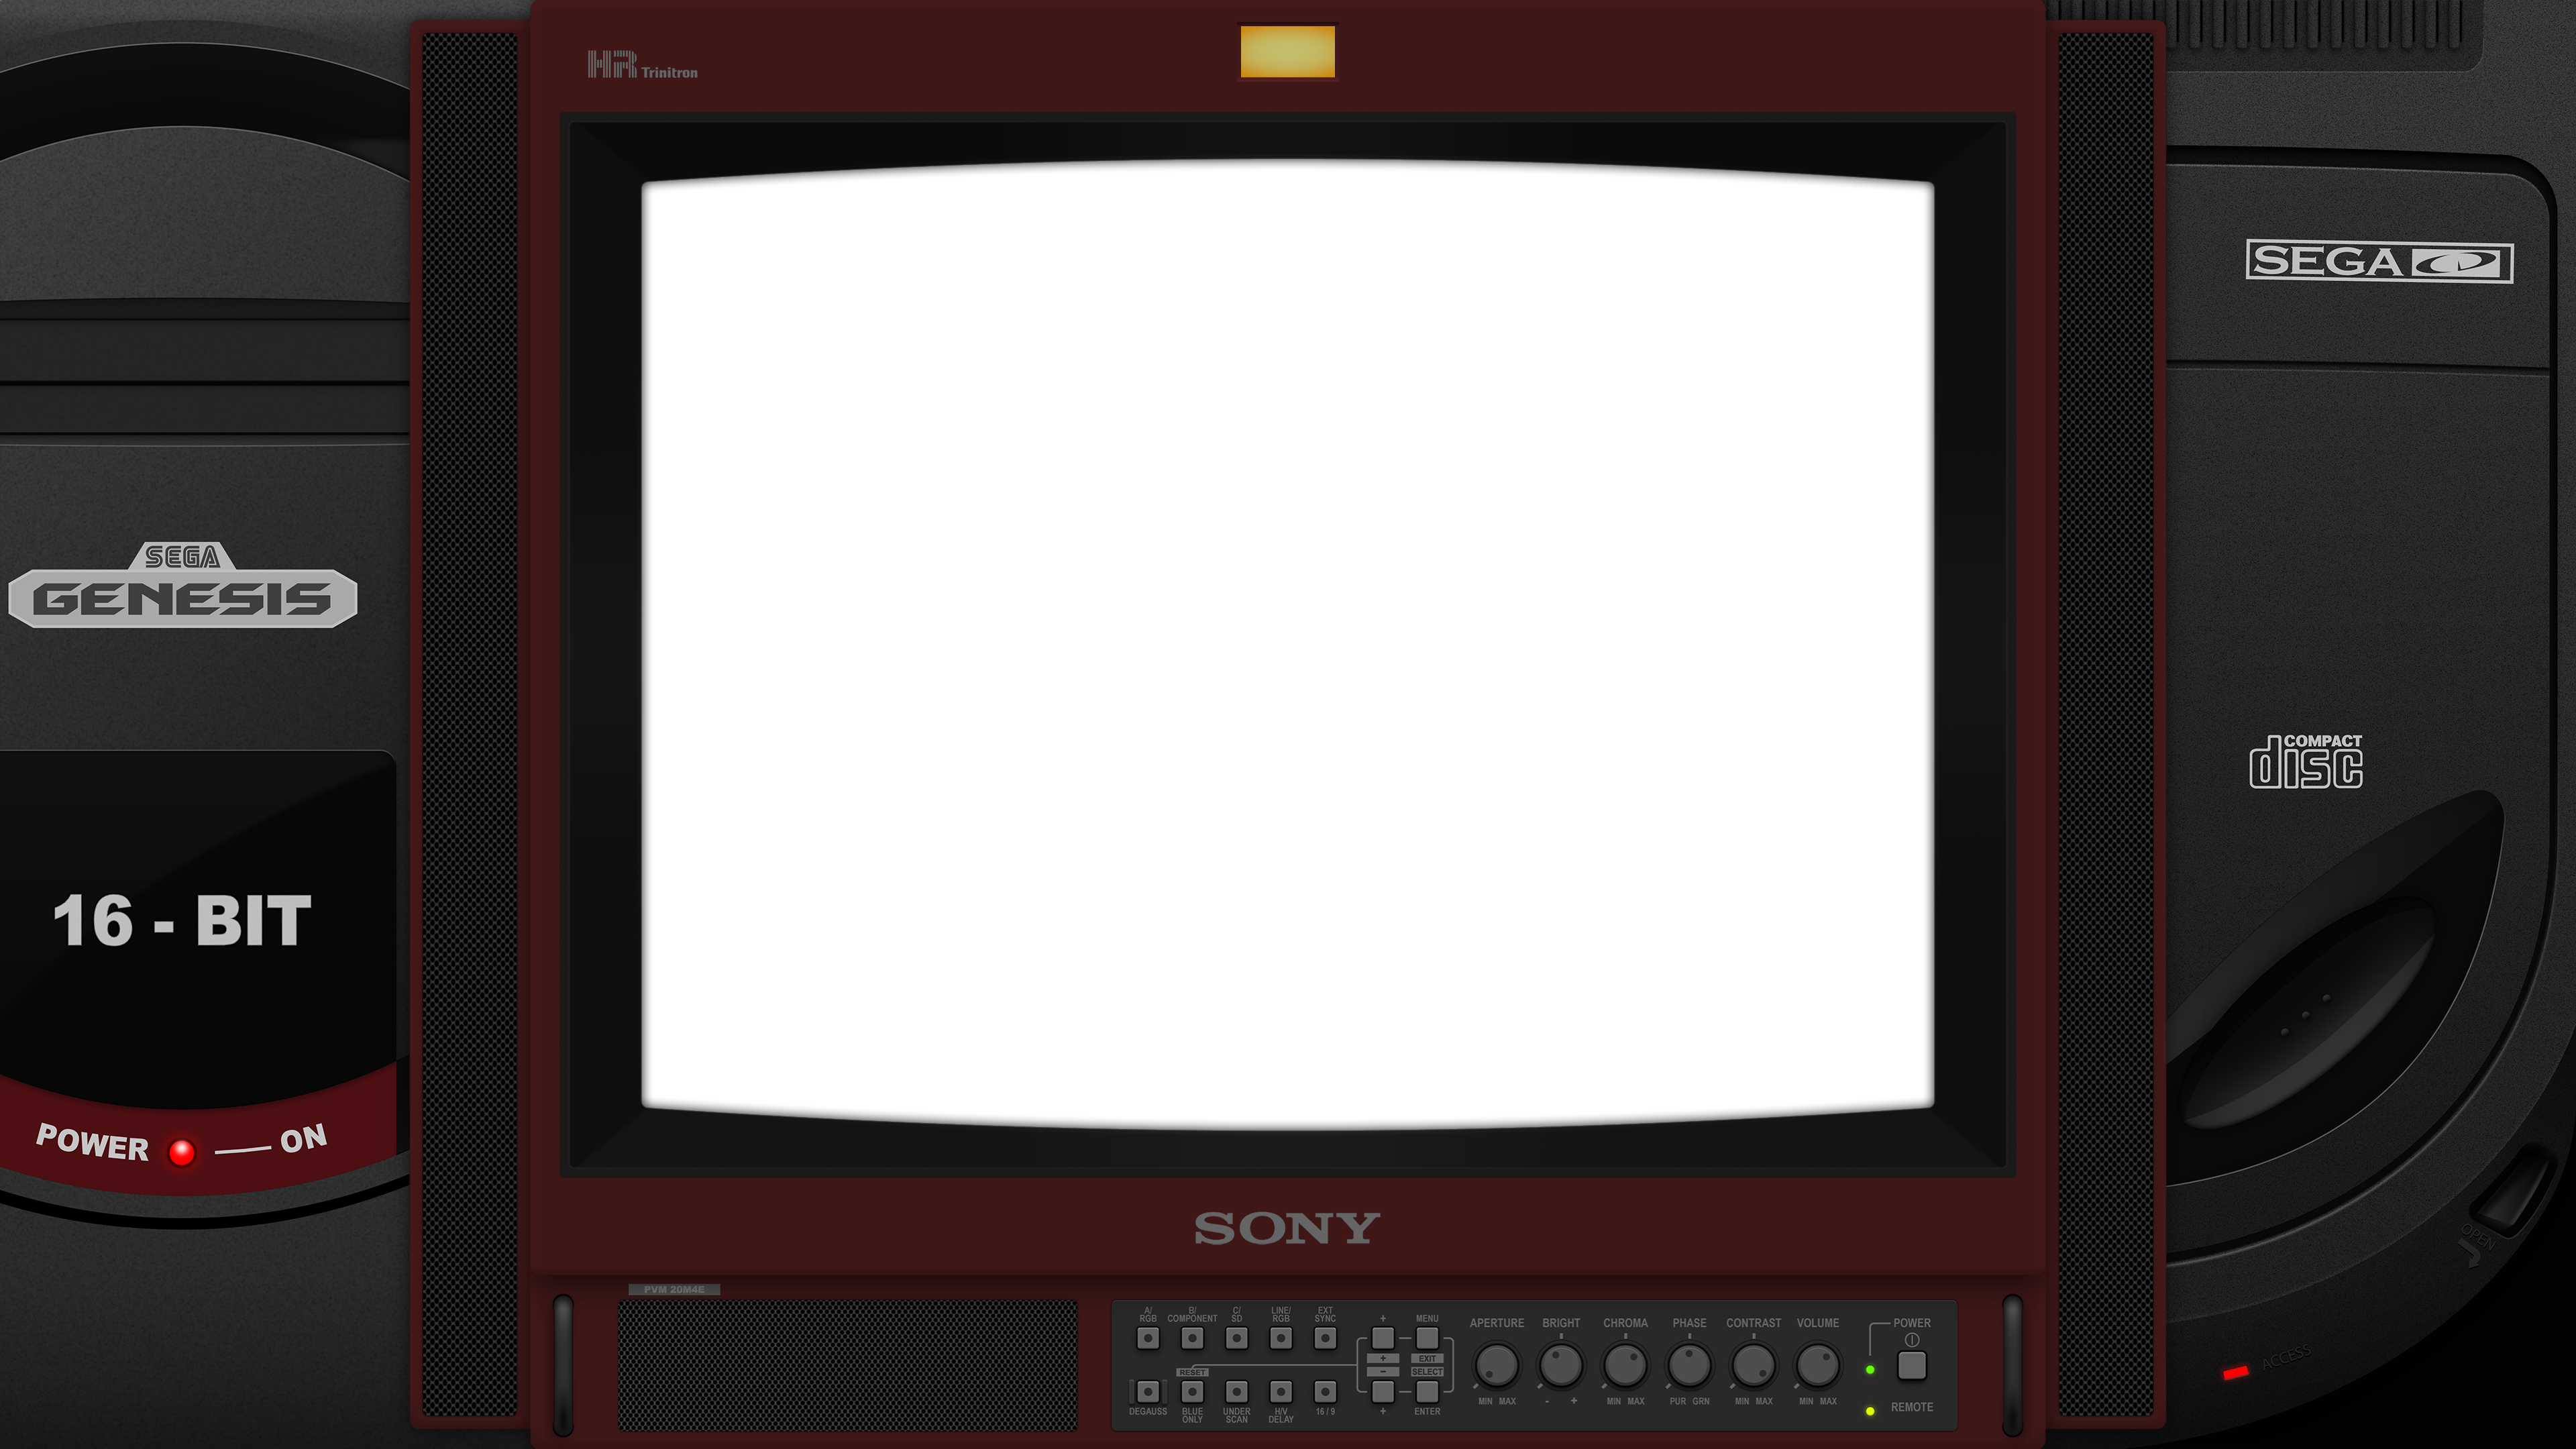 HR Trinitron
SEGA
GENESIS
16 - BIT
POWER ON
SEGA CD
COMPACT
disc
OPEN
ACCESS
SONY
PVM 20M4E
A/ RGB
B/ COMPONENT
C/ SD
LINE/ RGB
EXT SYNC
+ MENU
+ EXIT
- SELECT
RESET
DEGAUSS
BLUE ONLY
UNDER SCAN
H/V DELAY
16 / 9
+ ENTER
APERTURE BRIGHT CHROMA PHASE CONTRAST VOLUME
MIN MAX - + MIN MAX PUR GRN MIN MAX MIN MAX
POWER
REMOTE